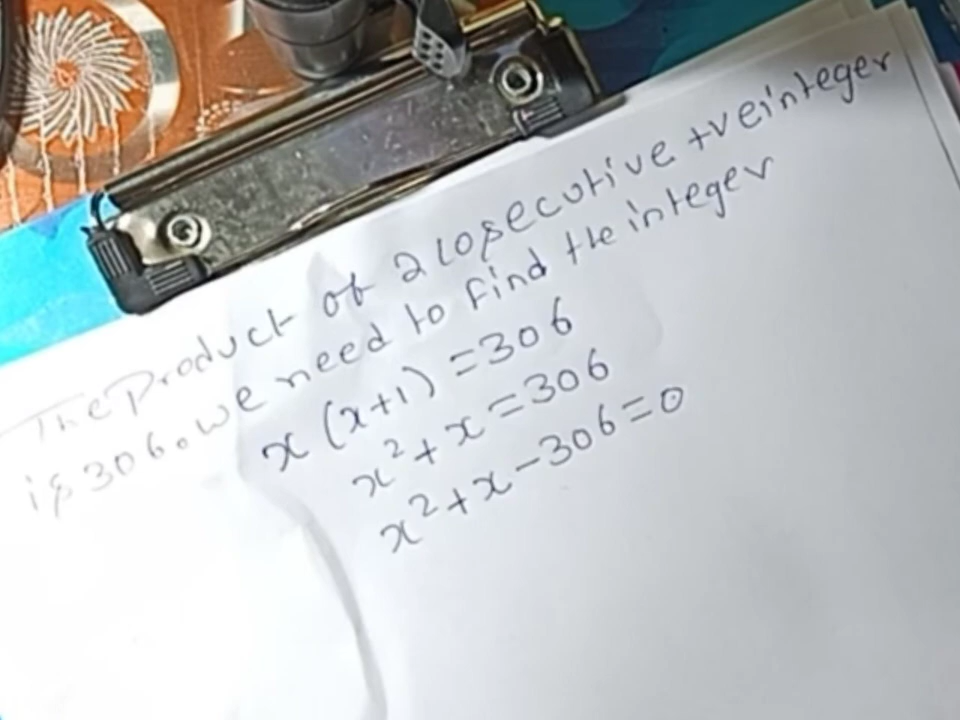 The Product of 2 cosecutive +ve integer
is 306. we need to find the integer
x (x+1) = 306
x² + x = 306
x² + x - 306 = 0